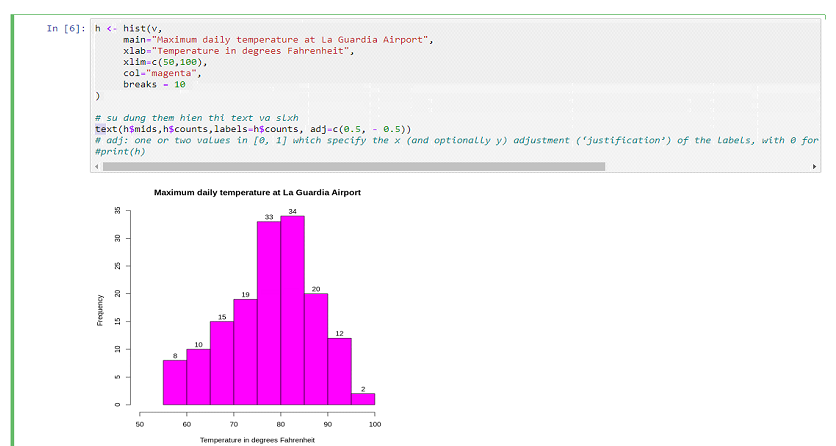 In [6]: h <- hist(v,
main="Maximum daily temperature at La Guardia Airport",
xlab="Temperature in degrees Fahrenheit",
xlim=c(50,100),
col="magenta",
breaks = 10
)
# su dung them hien thi text va slxh
text(h$mids,h$counts,labels=h$counts, adj=c(0.5, - 0.5))
# adj: one or two values in [0, 1] which specify the x (and optionally y) adjustment (‘justification’) of the labels, with 0 for
#print(h)
Maximum daily temperature at La Guardia Airport
35
30
25
20
15
10
5
0
Frequency
8
10
15
19
33
34
20
12
2
50 60 70 80 90 100
Temperature in degrees Fahrenheit